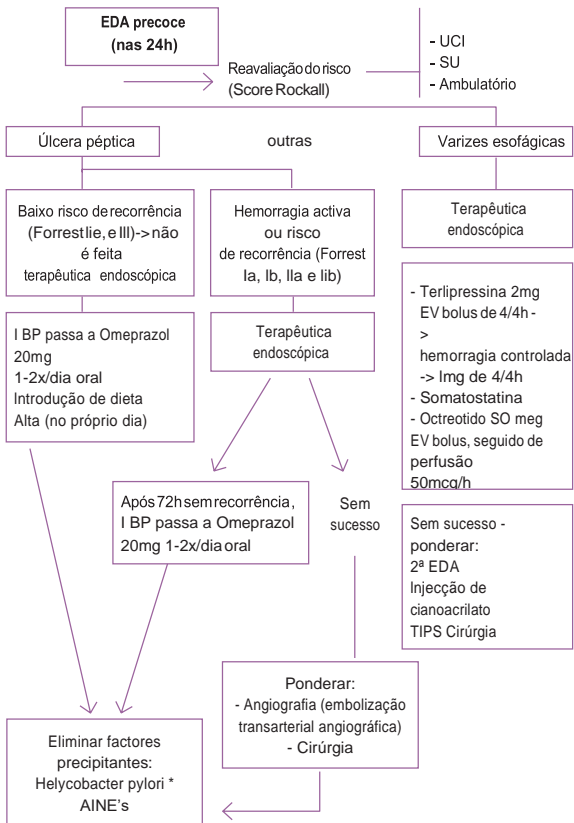 EDA precoce
(nas 24h)
Reavaliação do risco
(Score Rockall)
- UCI
- SU
- Ambulatório
Úlcera péptica
outras
Varizes esofágicas
Baixo risco de recorrência
(Forrest Iie, e III)-> não
é feita
terapêutica endoscópica
Hemorragia activa
ou risco
de recorrência (Forrest
Ia, Ib, IIa e Iib)
Terapêutica
endoscópica
I BP passa a Omeprazol
20mg
1-2x/dia oral
Introdução de dieta
Alta (no próprio dia)
Terapêutica
endoscópica
- Terlipressina 2mg
EV bolus de 4/4h -
>
hemorragia controlada
-> Img de 4/4h
- Somatostatina
- Octreotido SO meg
EV bolus, seguido de
perfusão
50mcg/h
Após 72h sem recorrência,
I BP passa a Omeprazol
20mg 1-2x/dia oral
Sem
sucesso
Sem sucesso -
ponderar:
2ª EDA
Injecção de
cianoacrilato
TIPS Cirúrgia
Ponderar:
- Angiografia (embolização
transarterial angiográfica)
- Cirúrgia
Eliminar factores
precipitantes:
Helycobacter pylori *
AINE's